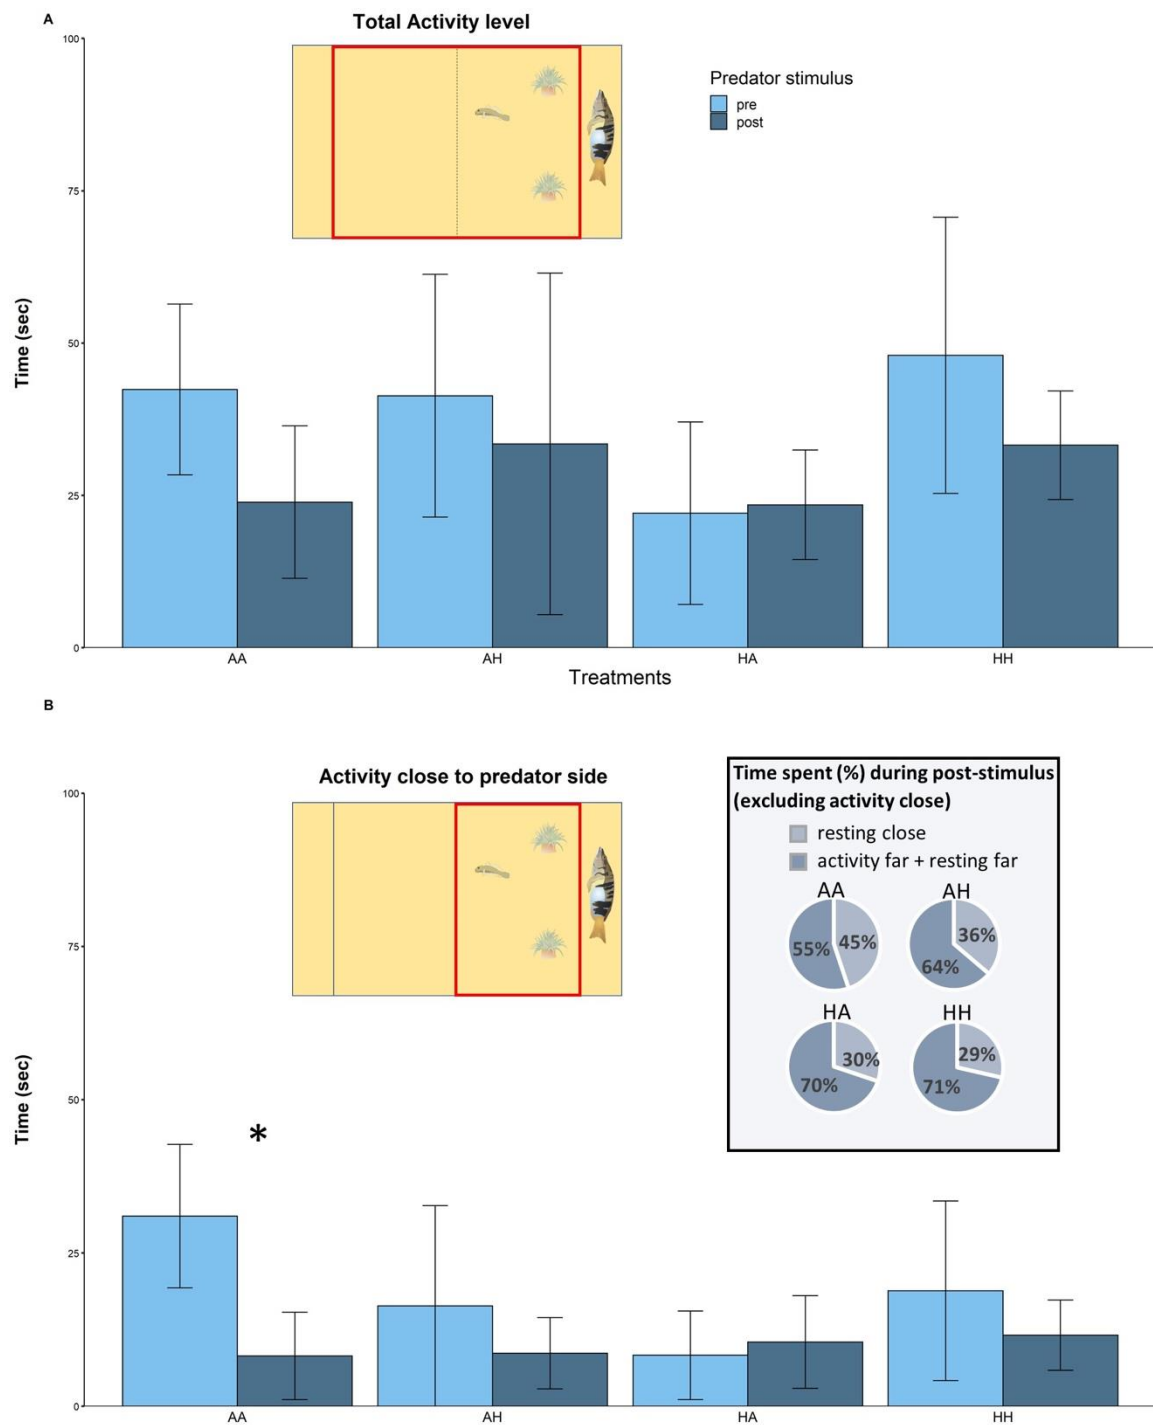 A
Total Activity level
100
75
50
25
0
Time (sec)
Predator stimulus
pre
post
AA AH HA HH
Treatments
B
Activity close to predator side
100
75
50
25
0
Time (sec)
*
Time spent (%) during post-stimulus
(excluding activity close)
resting close
activity far + resting far
AA AH
55% 45% 64% 36%
HA HH
70% 30% 71% 29%
AA AH HA HH